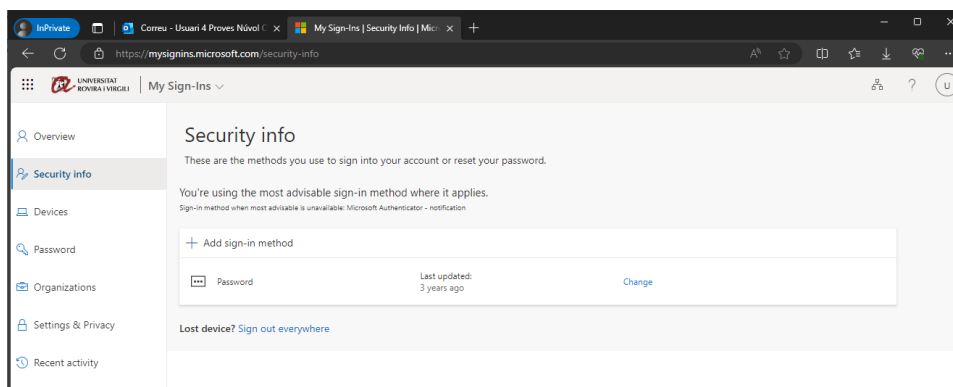 InPrivate
Correu - Usuari 4 Proves Núvol C
My Sign-Ins | Security Info | Micr
https://mysignins.microsoft.com/security-info
UNIVERSITAT
ROVIRA I VIRGILI
My Sign-Ins
U
Overview
Security info
Devices
Password
Organizations
Settings & Privacy
Recent activity
Security info
These are the methods you use to sign into your account or reset your password.
You're using the most advisable sign-in method where it applies.
Sign-in method when most advisable is unavailable: Microsoft Authenticator - notification
+ Add sign-in method
Password
Last updated:
3 years ago
Change
Lost device? Sign out everywhere